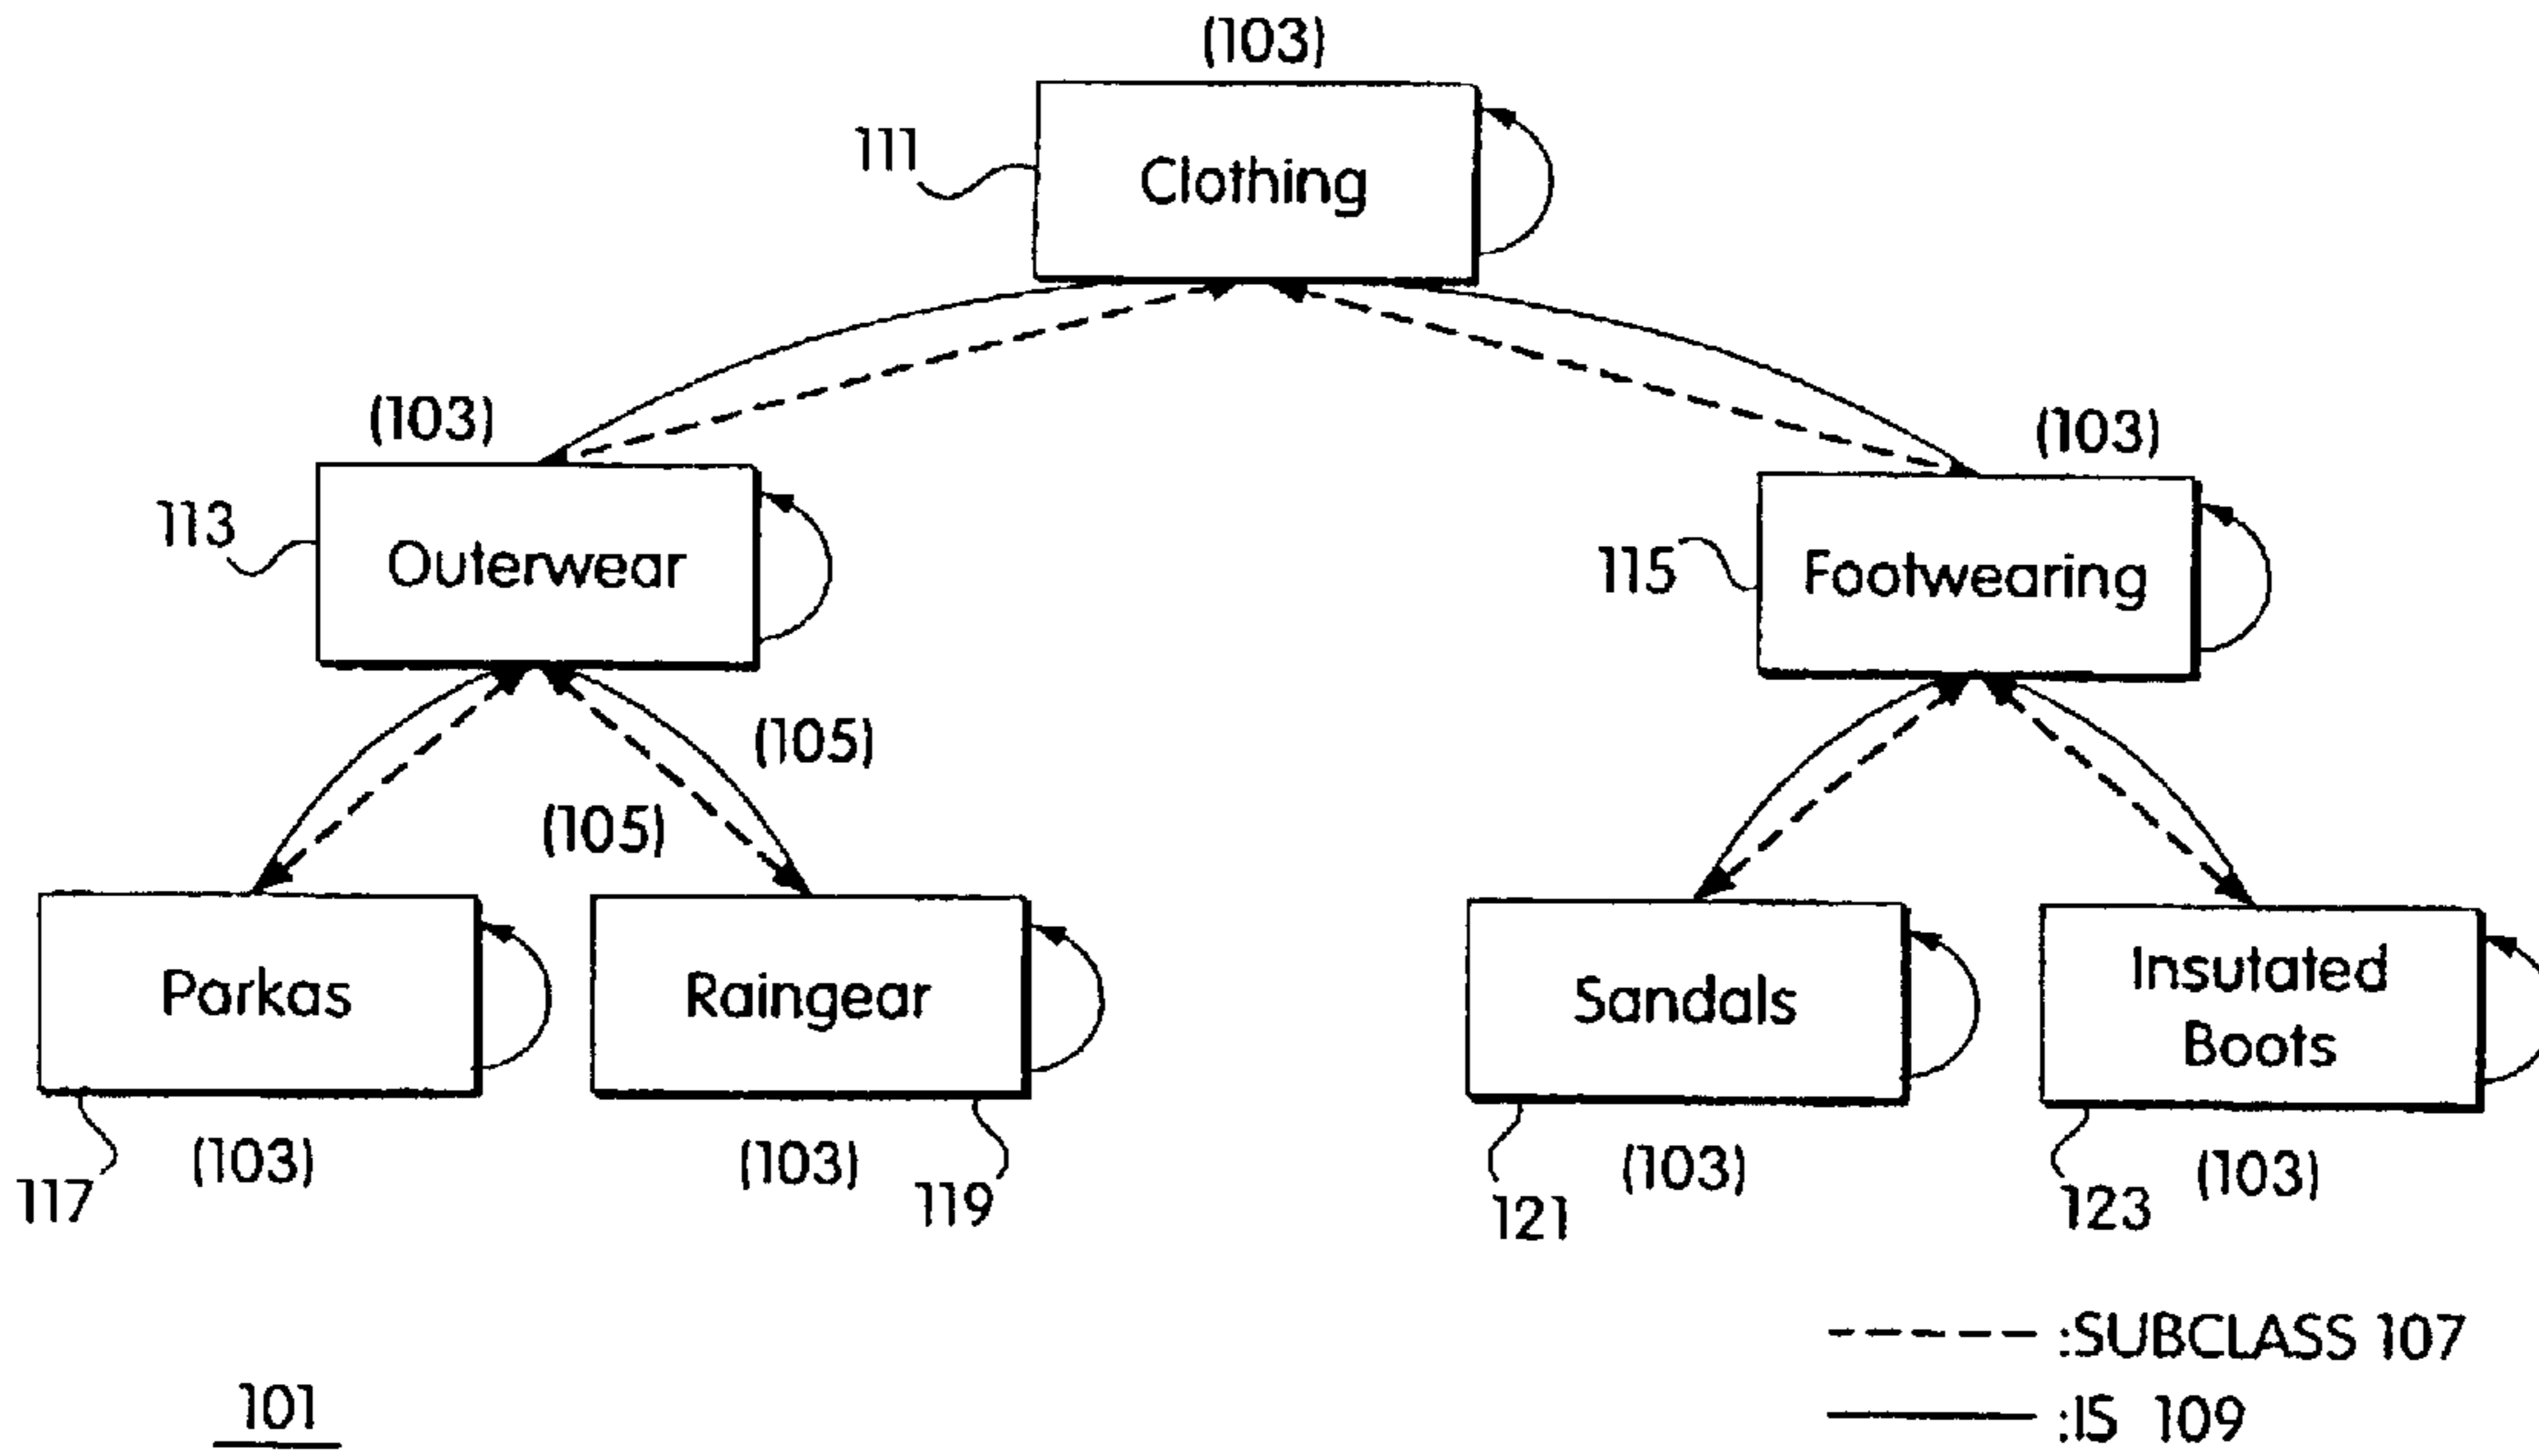 (103)
111
Clothing
(103)
(103)
113
Outerwear
115
Footwearing
(105)
(105)
Parkas
Raingear
Sandals
Insutated
Boots
(103)
(103)
(103)
(103)
117
119
121
123
:SUBCLASS 107
101
:IS 109